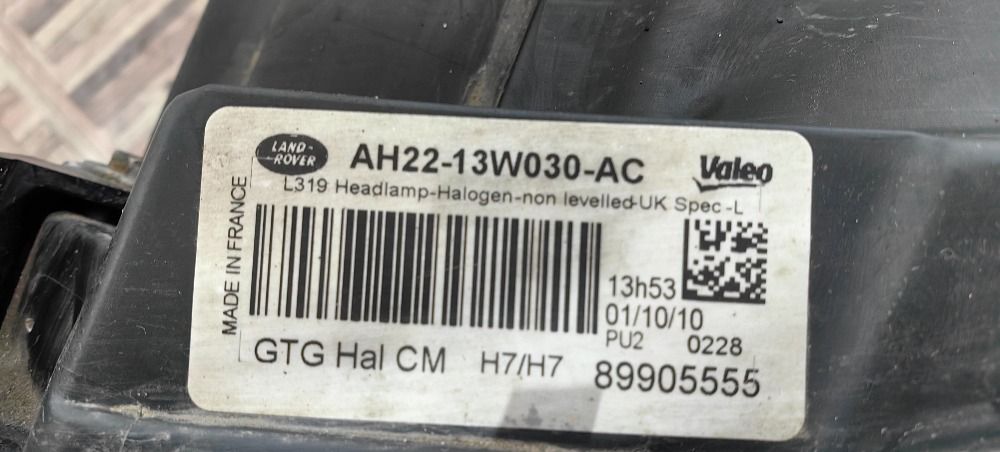 LAND-
ROVER
AH22-13W030-AC
Valeo
L319 Headlamp-Halogen-non levelled-UK Spec-L
MADE IN FRANCE
13h53
01/10/10
PU2 0228
GTG Hal CM H7/H7 89905555